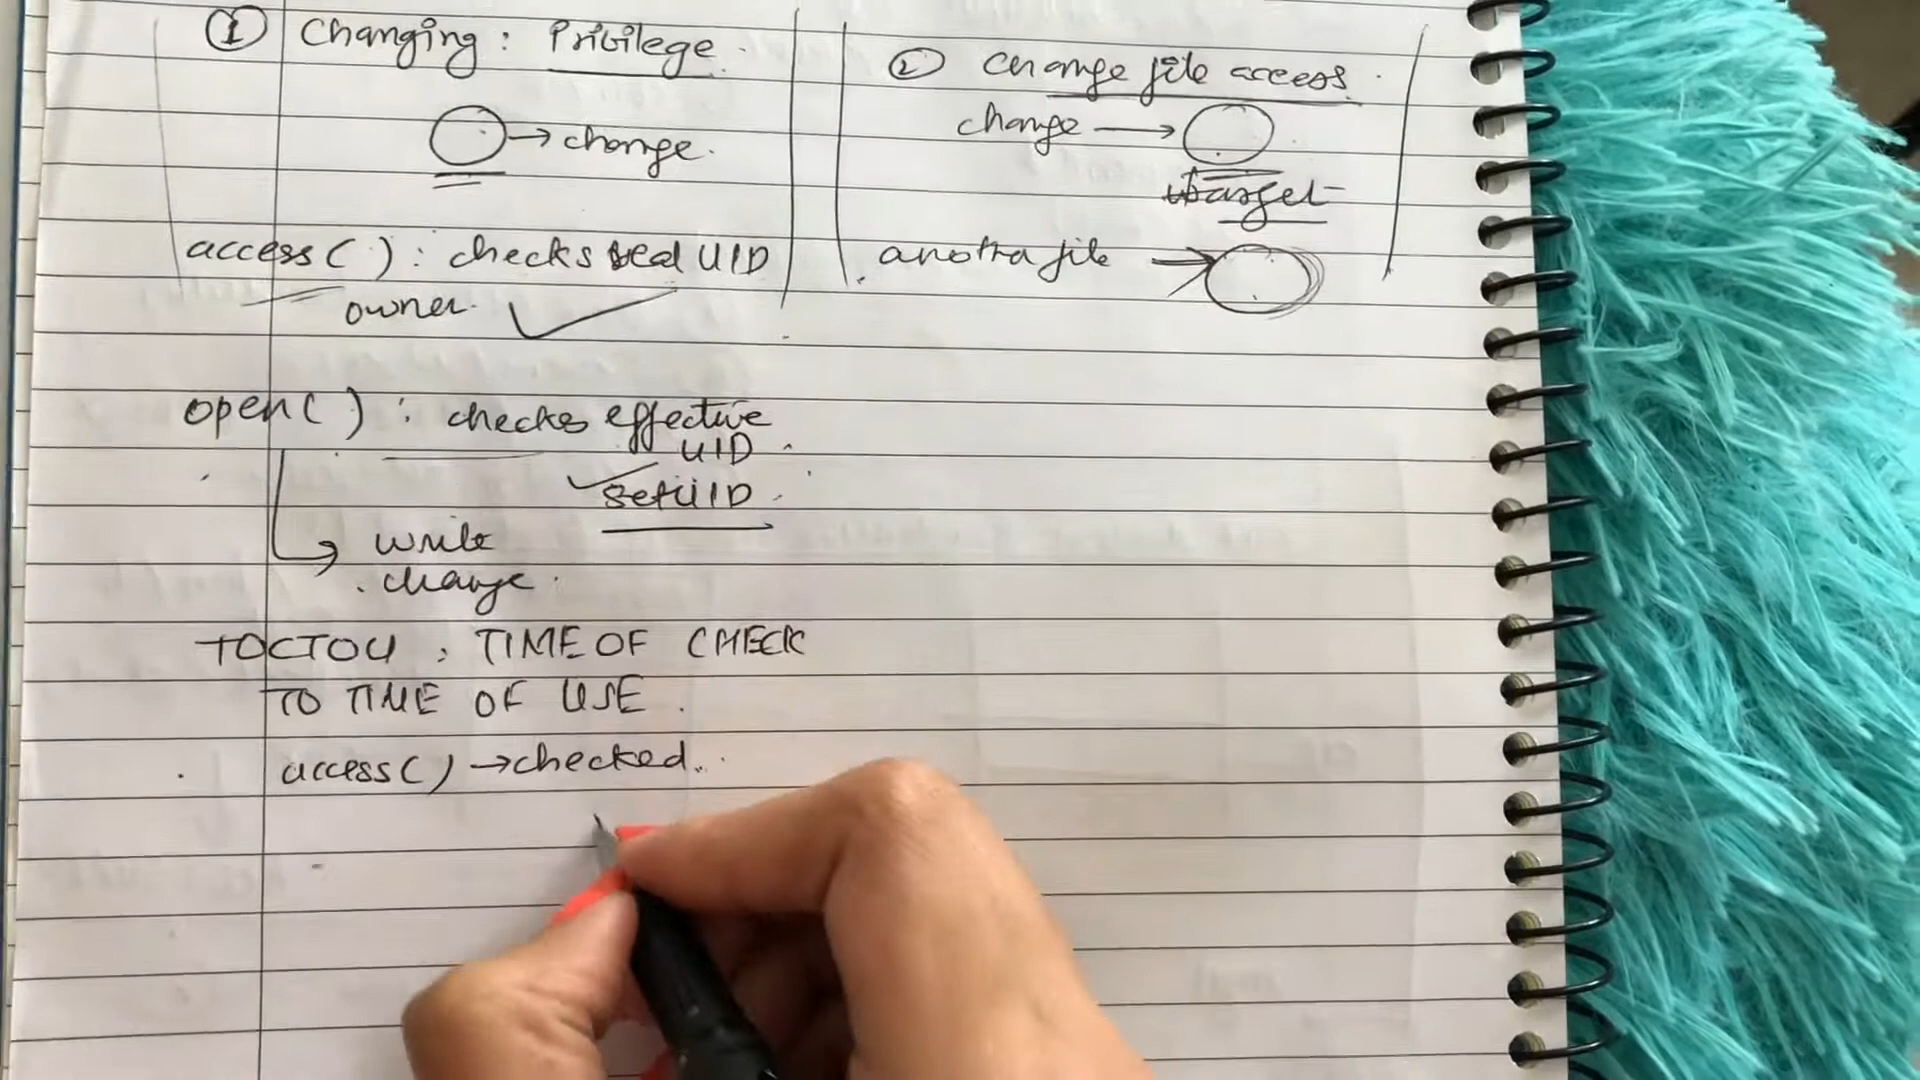 ① Changing: Privilege.
→ change.
access( ) : checks real UID
owner.
② Change file access.
change →
target
anotha file →
open( ) : checks effective
UID
setUID
write
change.
TOCTOU : TIME OF CHECK
TO TIME OF USE.
access( ) → checked.